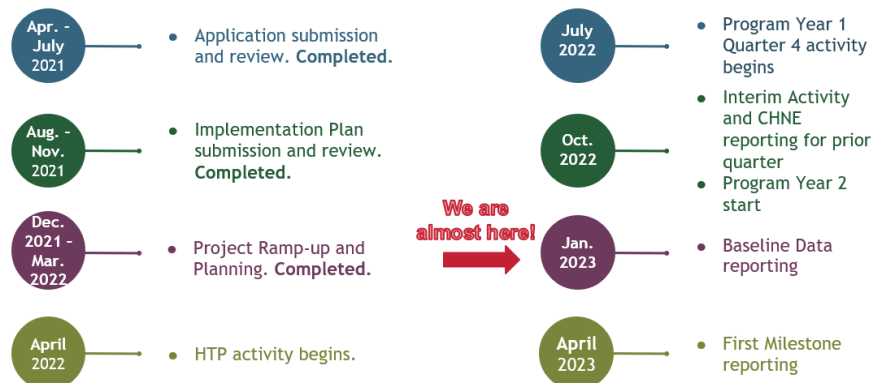 Apr. –
July
2021
• Application submission
and review. Completed.
Aug. –
Nov.
2021
• Implementation Plan
submission and review.
Completed.
Dec.
2021 –
Mar.
2022
• Project Ramp-up and
Planning. Completed.
April
2022
• HTP activity begins.
We are
almost here!
July
2022
• Program Year 1
Quarter 4 activity
begins
Oct.
2022
• Interim Activity
and CHNE
reporting for prior
quarter
• Program Year 2
start
Jan.
2023
• Baseline Data
reporting
April
2023
• First Milestone
reporting